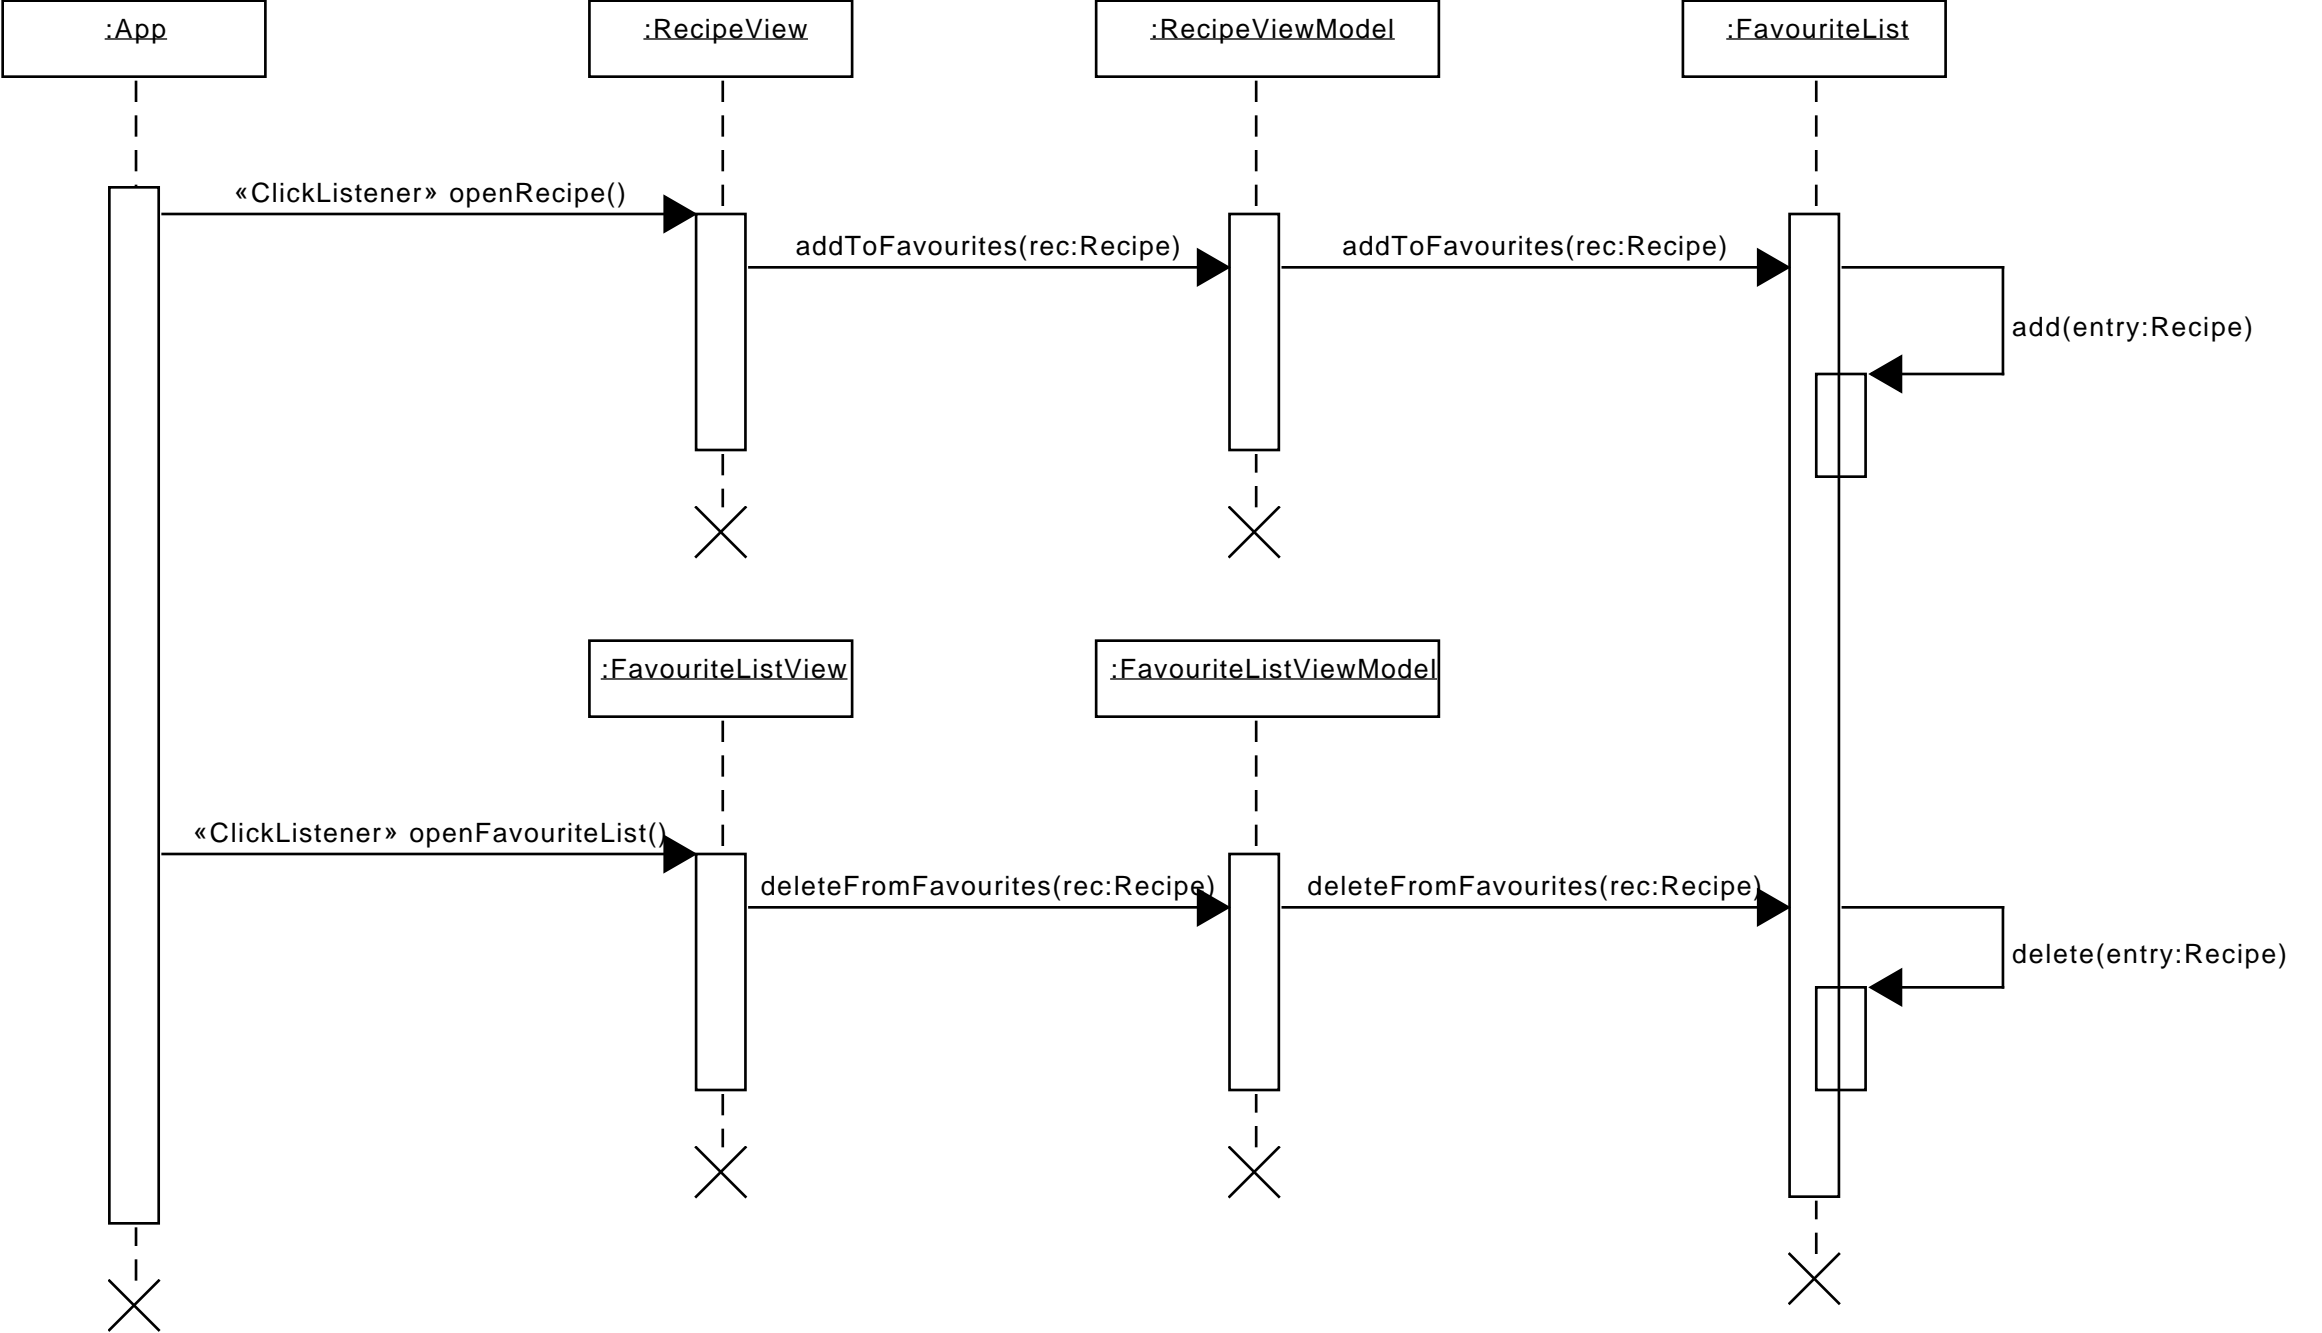 :App
:RecipeView
:RecipeViewModel
:FavouriteList
«ClickListener» openRecipe()
addToFavourites(rec:Recipe)
addToFavourites(rec:Recipe)
add(entry:Recipe)
:FavouriteListView
:FavouriteListViewModel
«ClickListener» openFavouriteList()
deleteFromFavourites(rec:Recipe)
deleteFromFavourites(rec:Recipe)
delete(entry:Recipe)